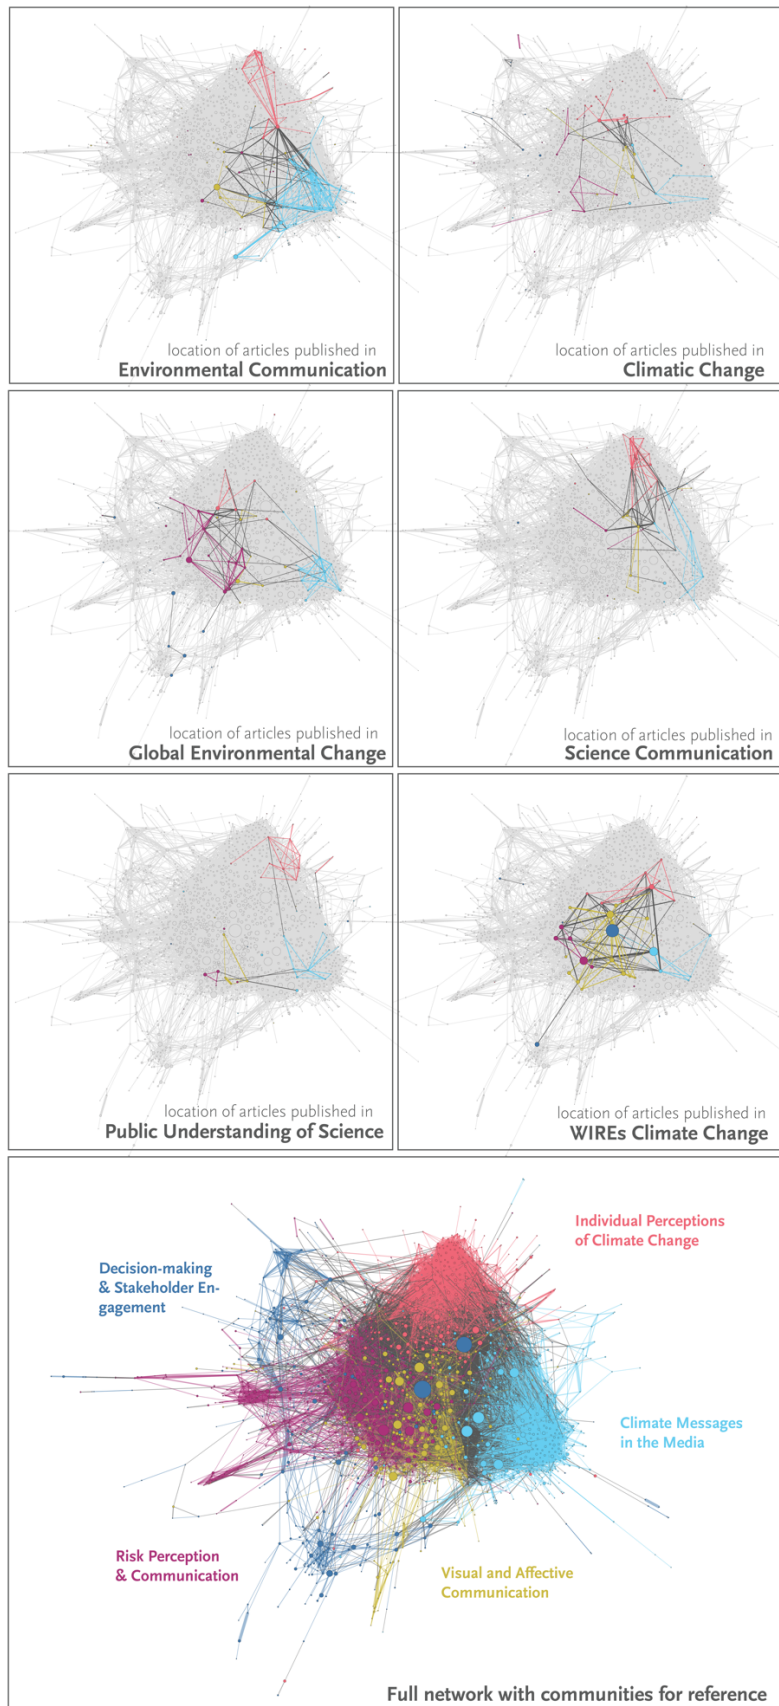 location of articles published in
Environmental Communication
location of articles published in
Climatic Change
location of articles published in
Global Environmental Change
location of articles published in
Science Communication
location of articles published in
Public Understanding of Science
location of articles published in
WIREs Climate Change
Individual Perceptions
of Climate Change
Decision-making
& Stakeholder En-
gagement
Climate Messages
in the Media
Risk Perception
& Communication
Visual and Affective
Communication
Full network with communities for reference